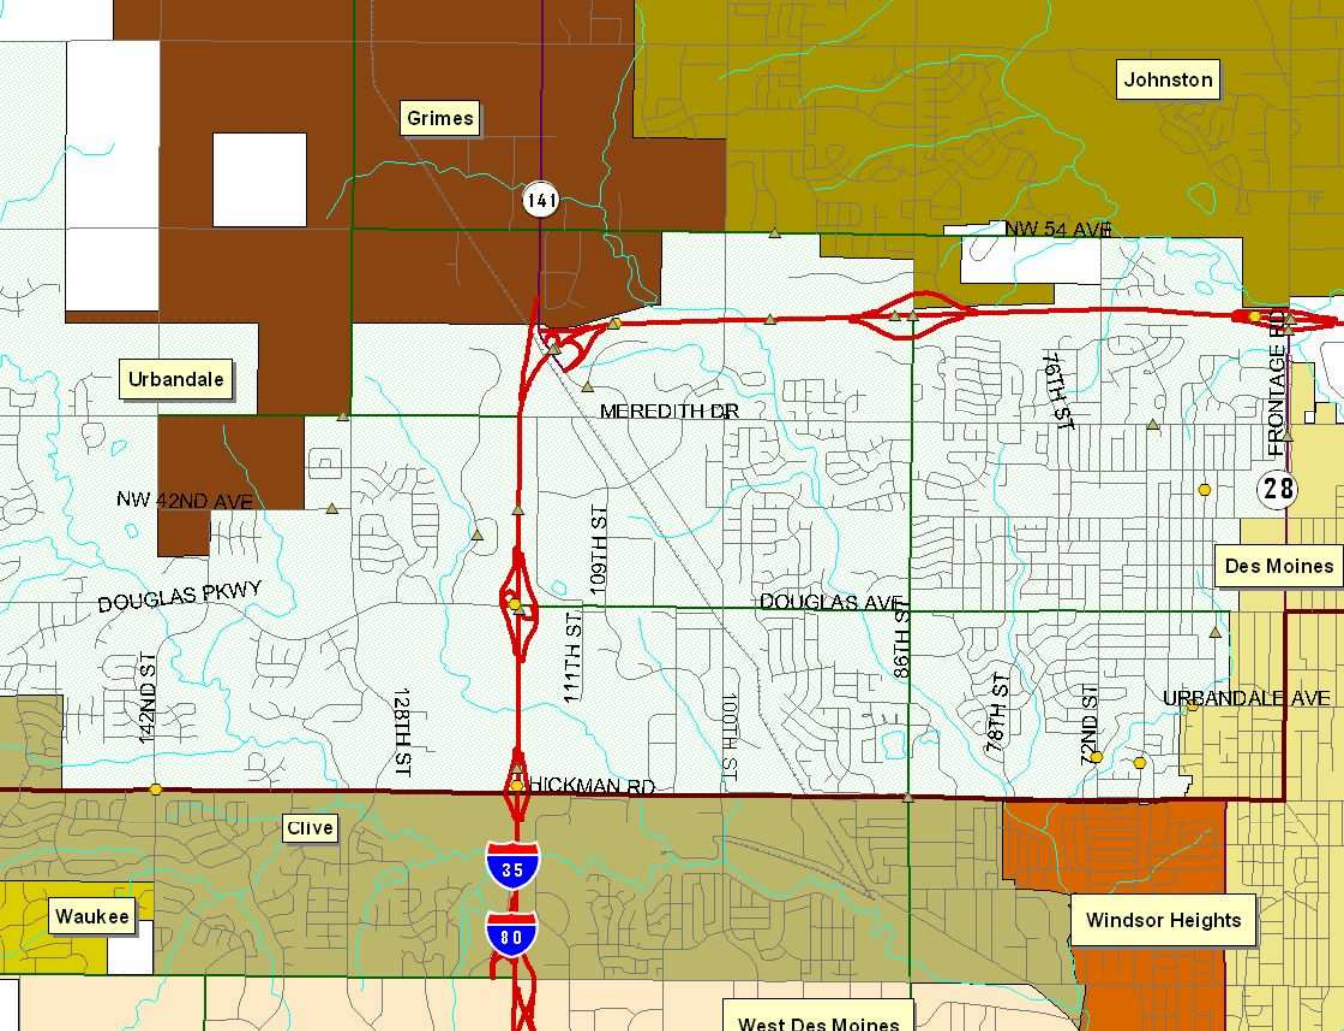 Johnston
Grimes
141
NW 54 AVE
Urbandale
76TH ST
FRONTAGE RD
MEREDITH DR
NW 42ND AVE
28
109TH ST
Des Moines
DOUGLAS PKWY
DOUGLAS AVE
86TH ST
111TH ST
142ND ST
128TH ST
100TH ST
78TH ST
72ND ST
URBANDALE AVE
HICKMAN RD
Clive
35
Waukee
Windsor Heights
80
West Des Moines